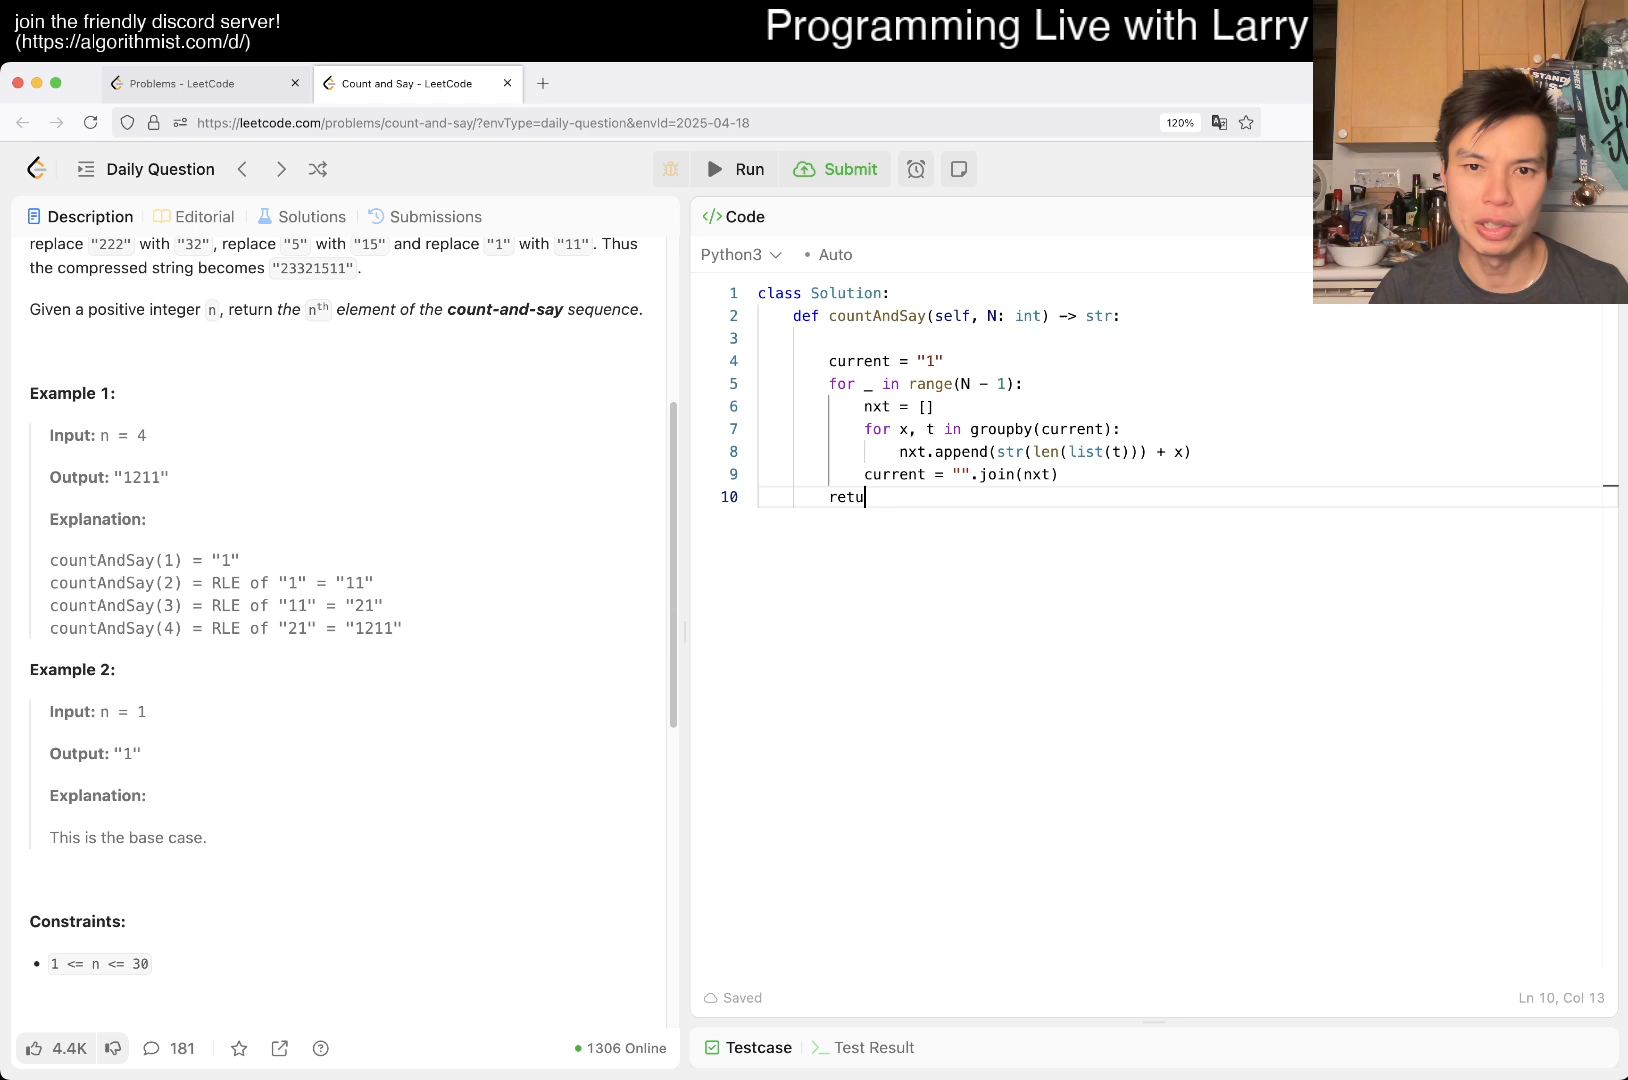 join the friendly discord server!
(https://algorithmist.com/d/)
Programming Live with Larry
Problems - LeetCode
Count and Say - LeetCode
https://leetcode.com/problems/count-and-say/?envType=daily-question&envId=2025-04-18
120%
Daily Question
Run
Submit
Description
Editorial
Solutions
Submissions
replace "222" with "32", replace "5" with "15" and replace "1" with "11". Thus
the compressed string becomes "23321511".
Given a positive integer n, return the nth element of the count-and-say sequence.
Example 1:
Input: n = 4
Output: "1211"
Explanation:
countAndSay(1) = "1"
countAndSay(2) = RLE of "1" = "11"
countAndSay(3) = RLE of "11" = "21"
countAndSay(4) = RLE of "21" = "1211"
Example 2:
Input: n = 1
Output: "1"
Explanation:
This is the base case.
Constraints:
• 1 <= n <= 30
4.4K
181
1306 Online
</> Code
Python3
• Auto
1 class Solution:
2 def countAndSay(self, N: int) -> str:
3
4 current = "1"
5 for _ in range(N - 1):
6 nxt = []
7 for x, t in groupby(current):
8 nxt.append(str(len(list(t))) + x)
9 current = "".join(nxt)
10 retu
Saved
Ln 10, Col 13
Testcase
>_ Test Result